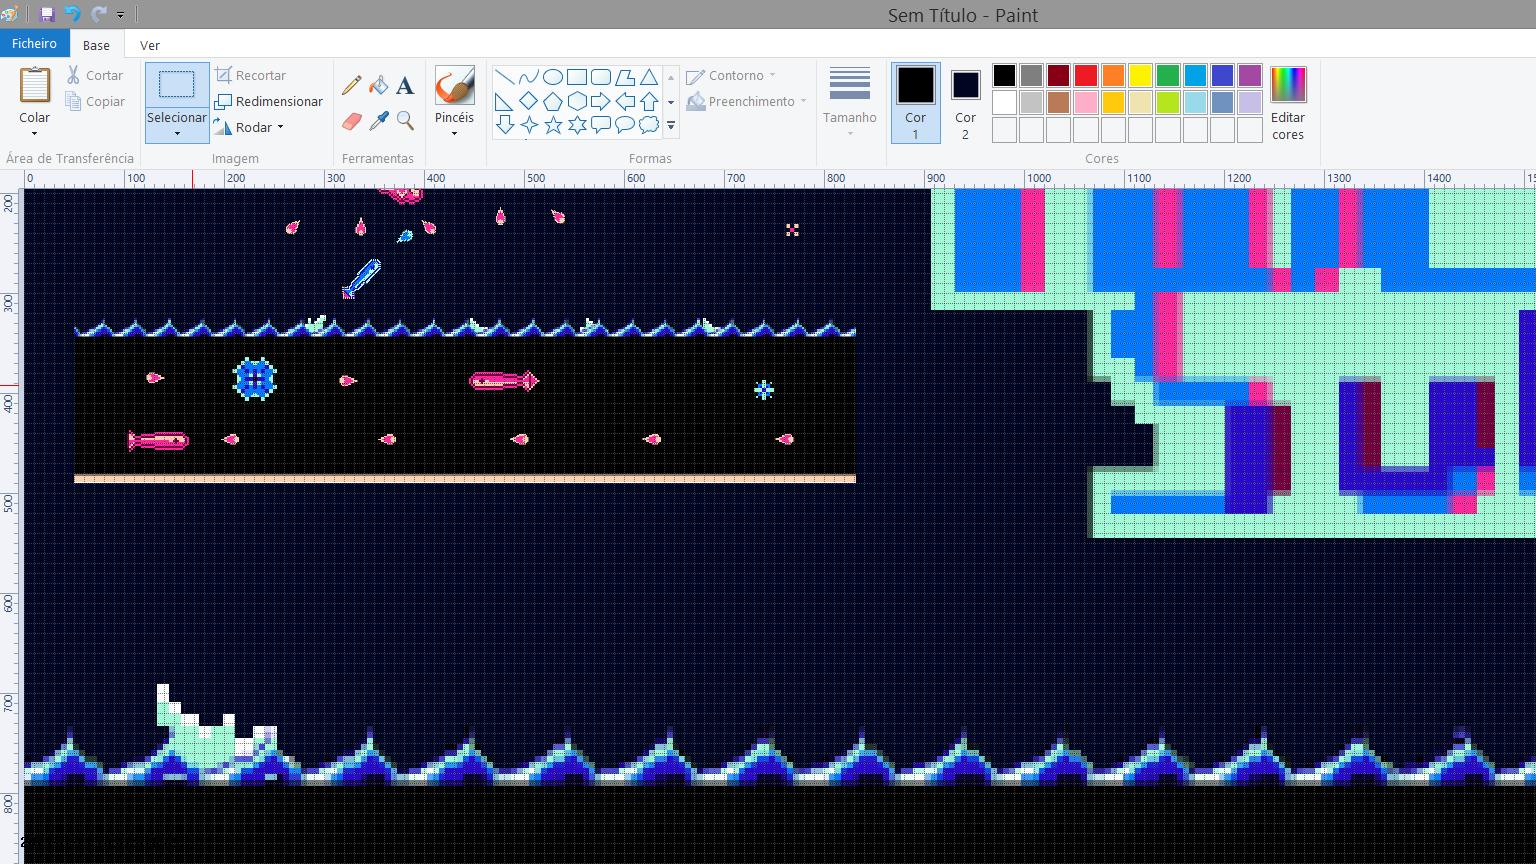 Sem Título - Paint
Ficheiro Base Ver
Colar
Cortar
Copiar
Área de Transferência
Selecionar
Recortar
Redimensionar
Rodar
Imagem
A
Ferramentas
Pincéis
Contorno
Preenchimento
Formas
Tamanho
Cor 1
Cor 2
Editar cores
Cores
0 100 200 300 400 500 600 700 800 900 1000 1100 1200 1300 1400
200
300
400
500
600
700
800